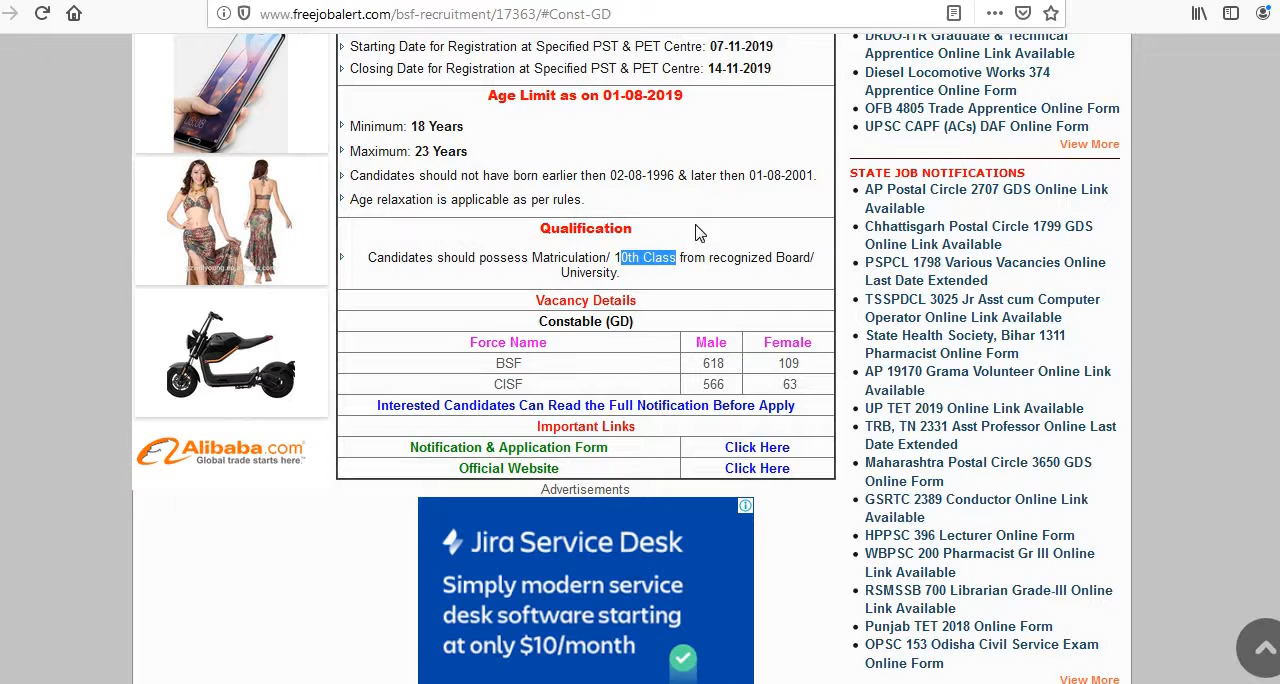 www.freejobalert.com/bsf-recruitment/17363/#Const-GD
Starting Date for Registration at Specified PST & PET Centre: 07-11-2019
Closing Date for Registration at Specified PST & PET Centre: 14-11-2019
Age Limit as on 01-08-2019
Minimum: 18 Years
Maximum: 23 Years
Candidates should not have born earlier then 02-08-1996 & later then 01-08-2001.
Age relaxation is applicable as per rules.
Qualification
Candidates should possess Matriculation/ 10th Class from recognized Board/
University.
Vacancy Details
Constable (GD)
Force Name Male Female
BSF 618 109
CISF 566 63
Interested Candidates Can Read the Full Notification Before Apply
Important Links
Notification & Application Form Click Here
Official Website Click Here
Advertisements
Jira Service Desk
Simply modern service
desk software starting
at only $10/month
Alibaba.com
Global trade starts here.™
DRDO-ITR Graduate & Technical
Apprentice Online Link Available
Diesel Locomotive Works 374
Apprentice Online Form
OFB 4805 Trade Apprentice Online Form
UPSC CAPF (ACs) DAF Online Form
View More
STATE JOB NOTIFICATIONS
AP Postal Circle 2707 GDS Online Link
Available
Chhattisgarh Postal Circle 1799 GDS
Online Link Available
PSPCL 1798 Various Vacancies Online
Last Date Extended
TSSPDCL 3025 Jr Asst cum Computer
Operator Online Link Available
State Health Society, Bihar 1311
Pharmacist Online Form
AP 19170 Grama Volunteer Online Link
Available
UP TET 2019 Online Link Available
TRB, TN 2331 Asst Professor Online Last
Date Extended
Maharashtra Postal Circle 3650 GDS
Online Form
GSRTC 2389 Conductor Online Link
Available
HPPSC 396 Lecturer Online Form
WBPSC 200 Pharmacist Gr III Online
Link Available
RSMSSB 700 Librarian Grade-III Online
Link Available
Punjab TET 2018 Online Form
OPSC 153 Odisha Civil Service Exam
Online Form
View More